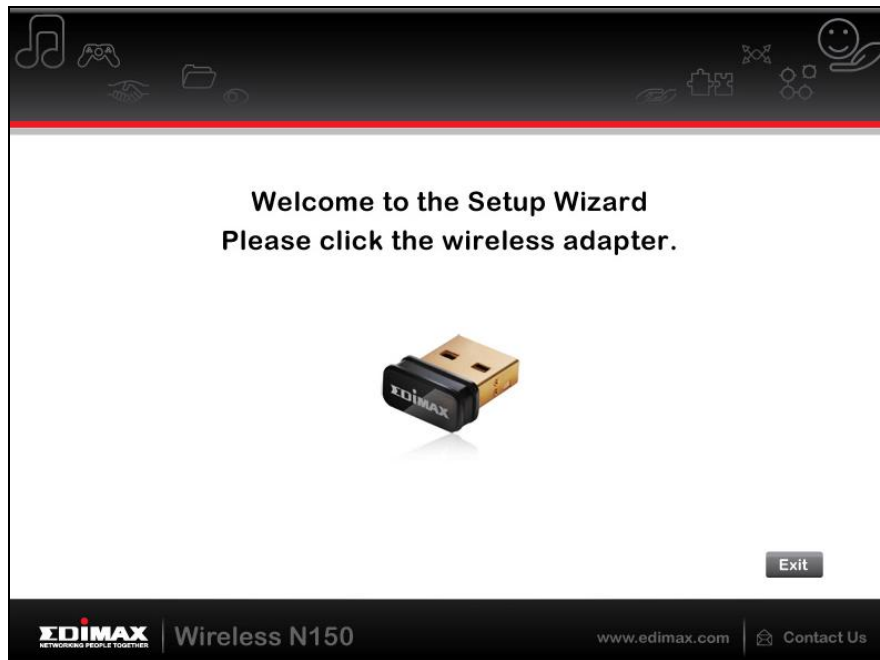 Welcome to the Setup Wizard
Please click the wireless adapter.
EDiMAX
Exit
EDiMAX
NETWORKING PEOPLE TOGETHER
Wireless N150
www.edimax.com
Contact Us